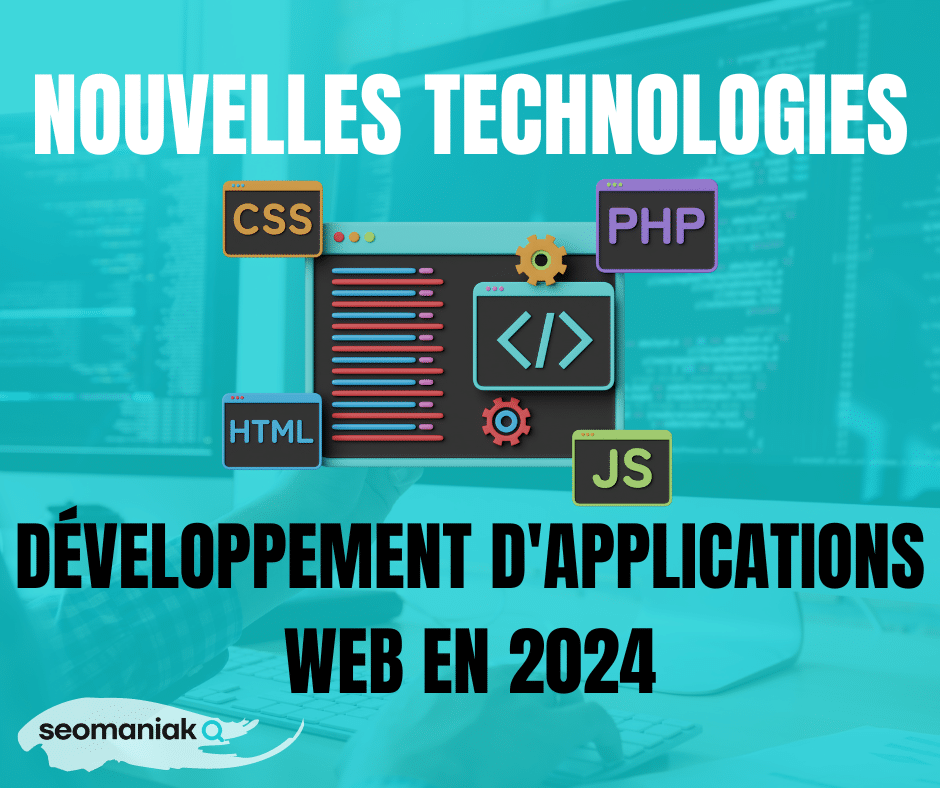 NOUVELLES TECHNOLOGIES
CSS
PHP
</>
HTML
JS
DÉVELOPPEMENT D'APPLICATIONS
WEB EN 2024
seomaniak